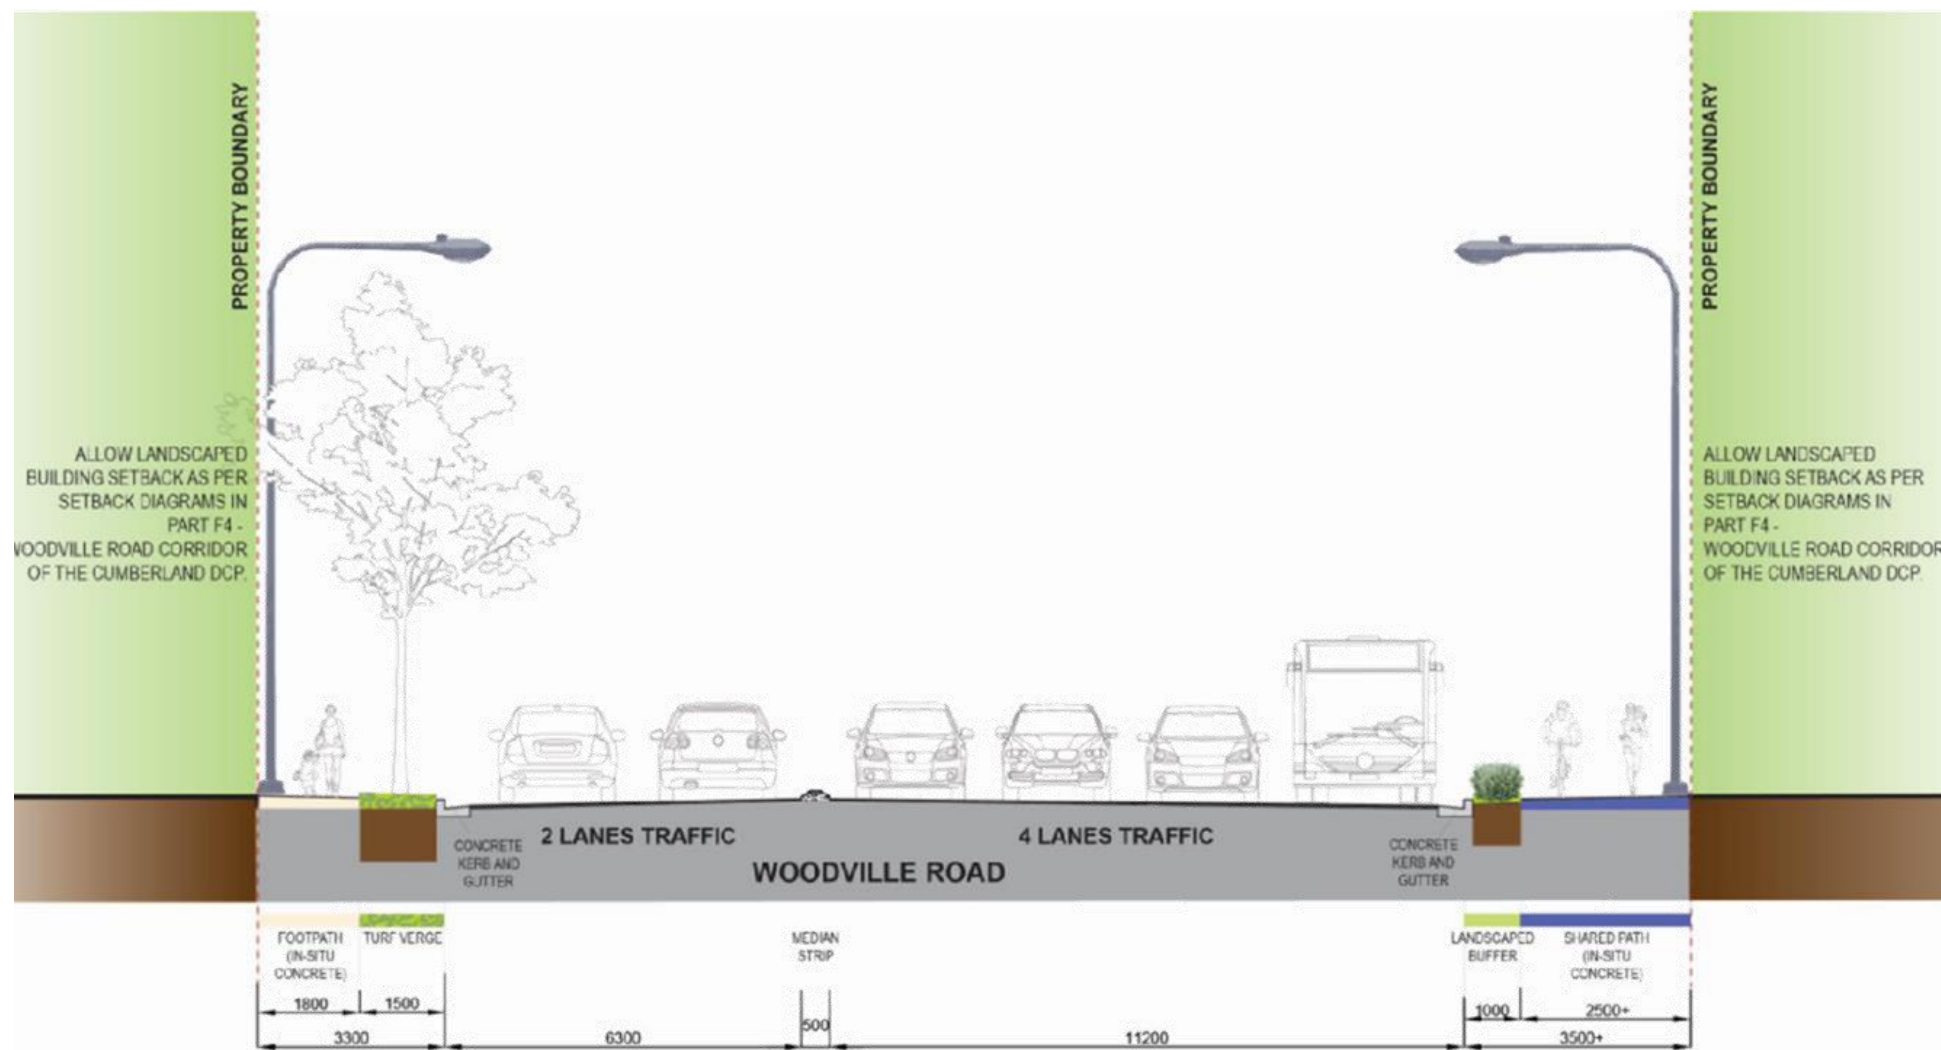 PROPERTY BOUNDARY
PROPERTY BOUNDARY
ALLOW LANDSCAPED
BUILDING SETBACK AS PER
SETBACK DIAGRAMS IN
PART F4 -
WOODVILLE ROAD CORRIDOR
OF THE CUMBERLAND DCP.
ALLOW LANDSCAPED
BUILDING SETBACK AS PER
SETBACK DIAGRAMS IN
PART F4 -
WOODVILLE ROAD CORRIDOR
OF THE CUMBERLAND DCP.
2 LANES TRAFFIC
4 LANES TRAFFIC
CONCRETE
KERB AND
GUTTER
CONCRETE
KERB AND
GUTTER
WOODVILLE ROAD
FOOTPATH
(IN-SITU
CONCRETE)
TURF VERGE
MEDIAN
STRIP
LANDSCAPED
BUFFER
SHARED PATH
(IN-SITU
CONCRETE)
1800
1500
500
1000
2500+
3300
6300
11200
3500+